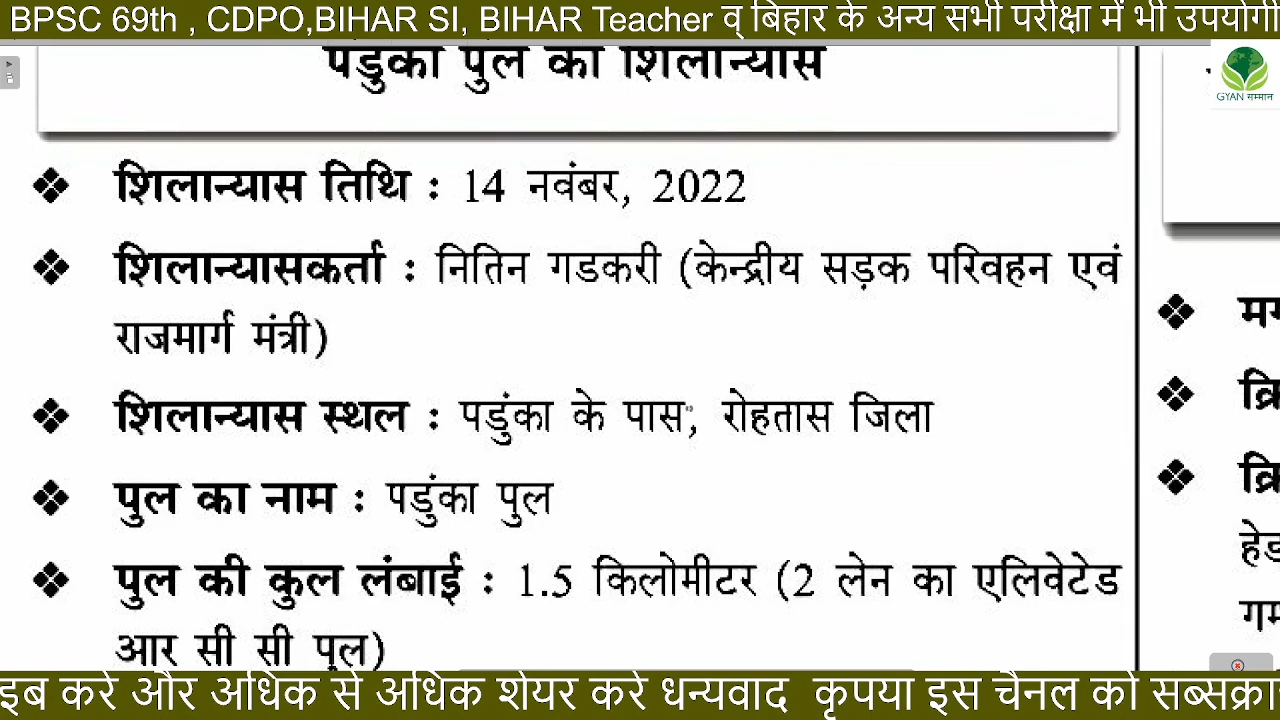 BPSC 69th , CDPO,BIHAR SI, BIHAR Teacher व् बिहार के अन्य सभी परीक्षा में भी उपयोगी
पडुंका पुल का शिलान्यास
GYAN सम्मान
❖ शिलान्यास तिथि : 14 नवंबर, 2022
❖ शिलान्यासकर्ता : नितिन गडकरी (केन्द्रीय सड़क परिवहन एवं
राजमार्ग मंत्री)
❖ शिलान्यास स्थल : पडुंका के पास, रोहतास जिला
❖ पुल का नाम : पडुंका पुल
❖ पुल की कुल लंबाई : 1.5 किलोमीटर (2 लेन का एलिवेटेड
आर सी सी पुल)
इब करे और अधिक से अधिक शेयर करे धन्यवाद कृपया इस चैनल को सब्सक्रा